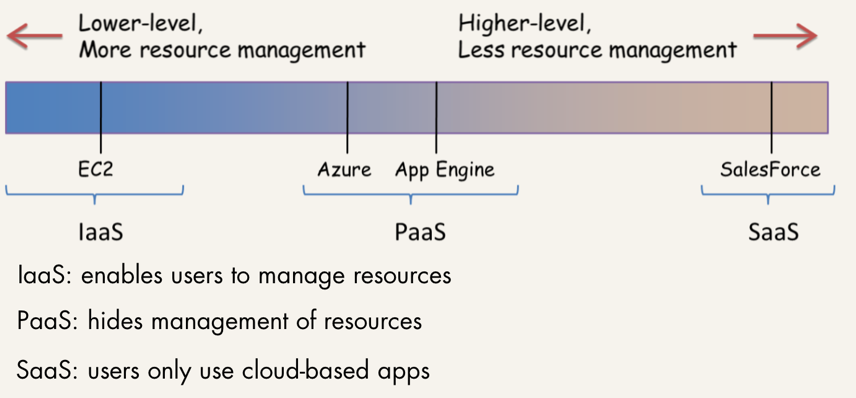 Lower-level,
More resource management
Higher-level,
Less resource management
EC2
Azure
App Engine
SalesForce
IaaS
PaaS
SaaS
IaaS: enables users to manage resources
PaaS: hides management of resources
SaaS: users only use cloud-based apps